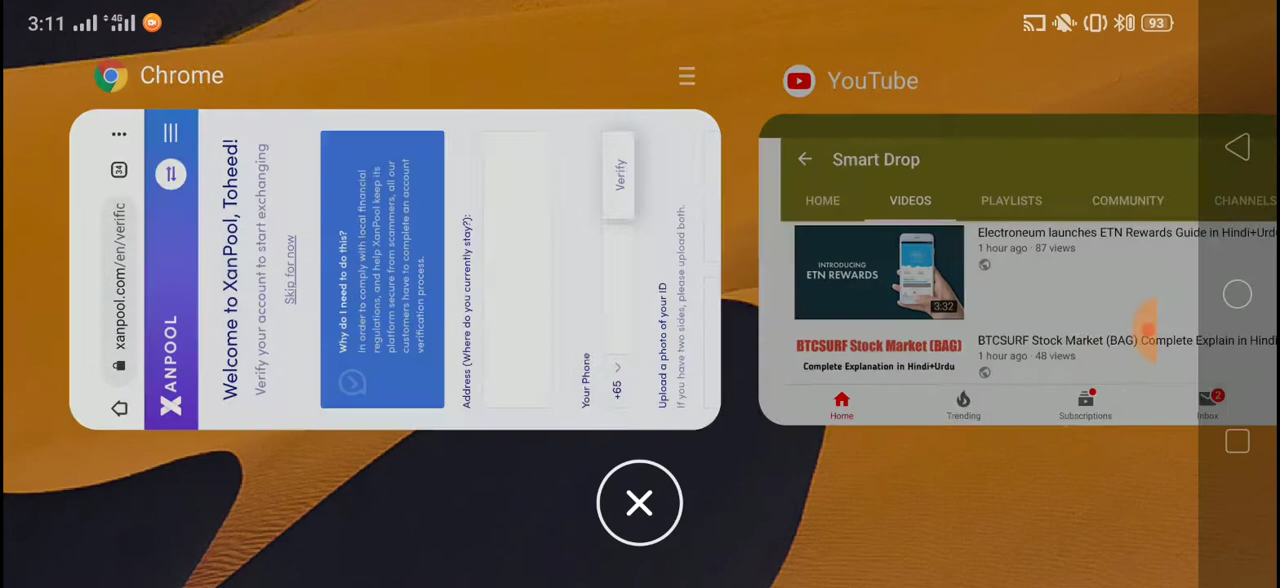 3:11
4G
93
Chrome
34
xanpool.com/en/verific
XANPOOL
Welcome to XanPool, Toheed!
Verify your account to start exchanging
Skip for now
Why do I need to do this?
In order to comply with local financial
regulations, and help XanPool keep its
platform secure from scammers, all our
customers have to complete an account
verification process.
Address (Where do you currently stay?):
Your Phone
+65
Verify
Upload a photo of your ID
If you have two sides, please upload both.
YouTube
Smart Drop
HOME
VIDEOS
PLAYLISTS
COMMUNITY
CHANNELS
INTRODUCING
ETN REWARDS
3:32
Electroneum launches ETN Rewards Guide in Hindi+Urd
1 hour ago · 87 views
BTCSURF Stock Market (BAG)
Complete Explanation in Hindi+Urdu
BTCSURF Stock Market (BAG) Complete Explain in Hindi
1 hour ago · 48 views
Home
Trending
Subscriptions
Inbox
2